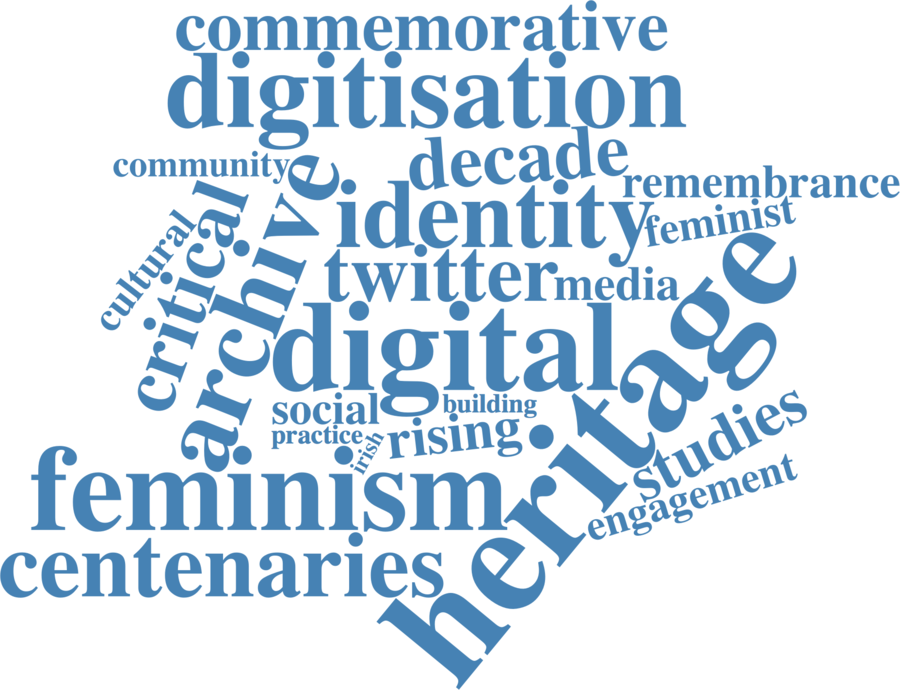 commemorative
digitisation
community
decade
archive
remembrance
identity
feminist
critical
cultural
twitter
media
digital
heritage
social
building
practice
irish
rising
studies
engagement
feminism
centenaries